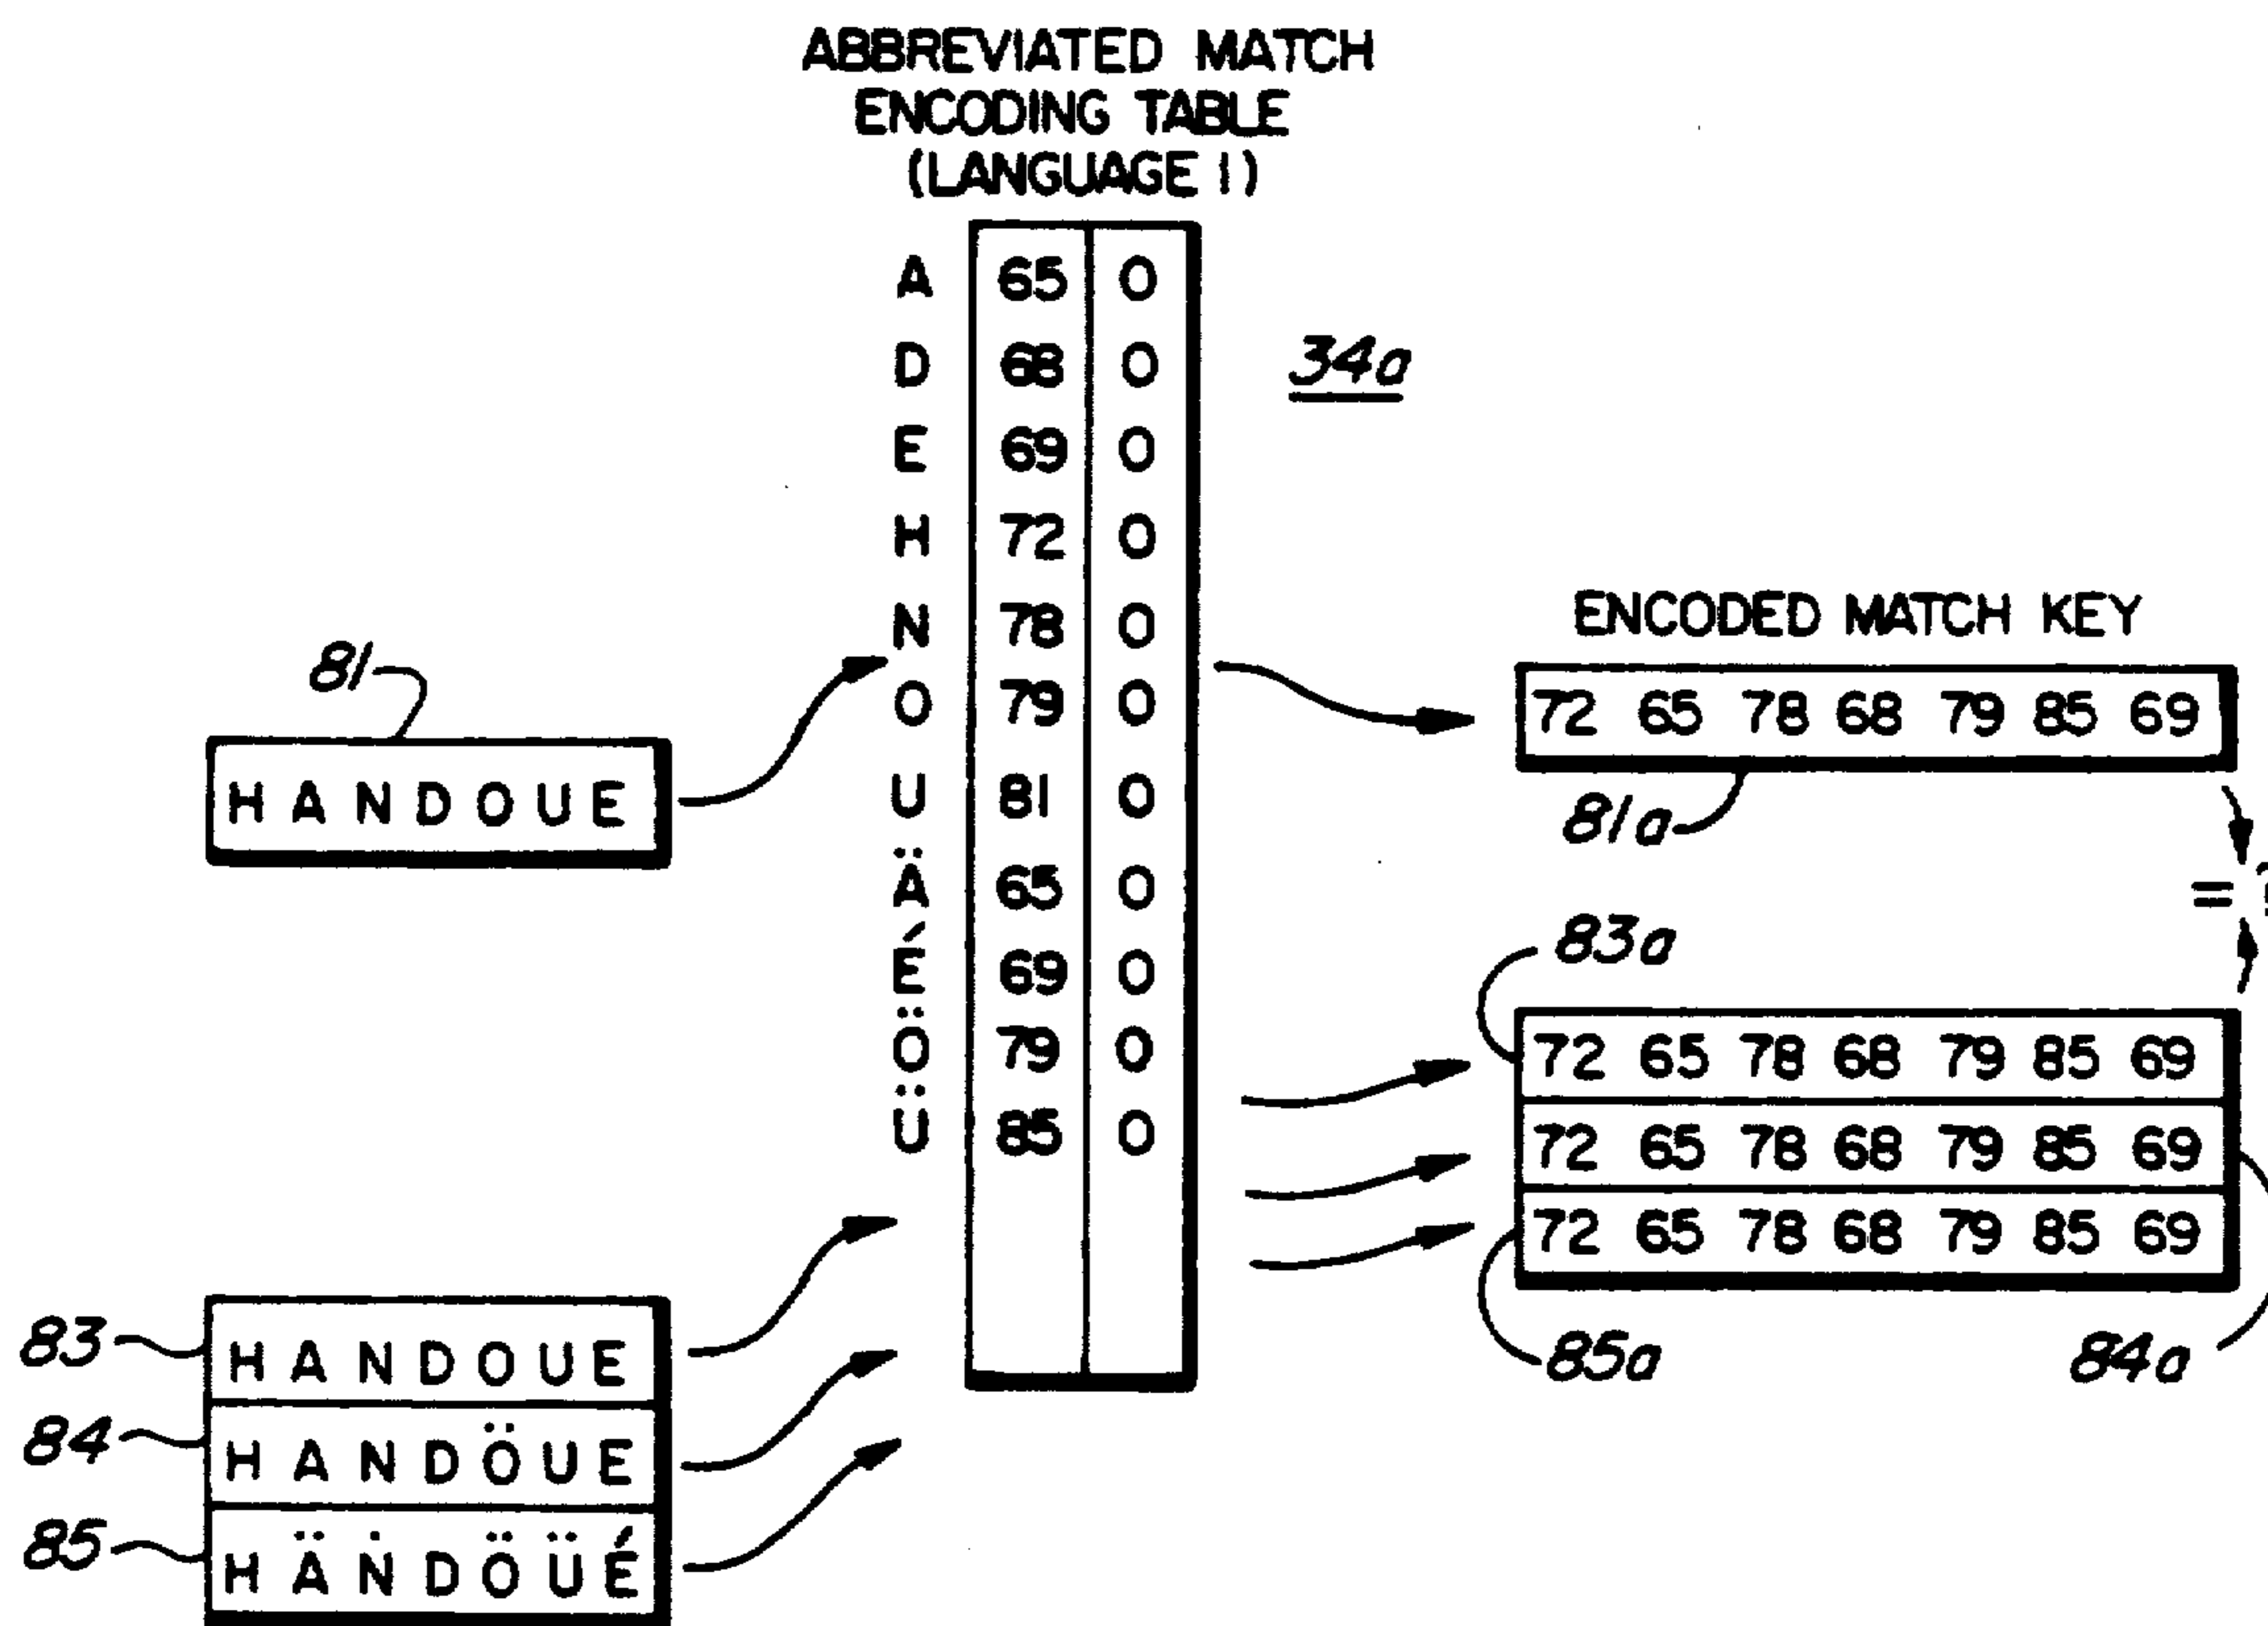 ABBREVIATED MATCH
ENCODING TABLE
(LANGUAGE 1)
A 65 0
D 68 0
34a
E 69 0
H 72 0
N 78 0
O 79 0
U 81 0
Ä 65 0
É 69 0
Ö 79 0
Ü 85 0
81
HANDOUE
ENCODED MATCH KEY
72 65 78 68 79 85 69
81a
= ?
83a
72 65 78 68 79 85 69
72 65 78 68 79 85 69
72 65 78 68 79 85 69
85a
84a
83 HANDOUE
84 HANDÖUE
85 HÄṄDÖÜÉ